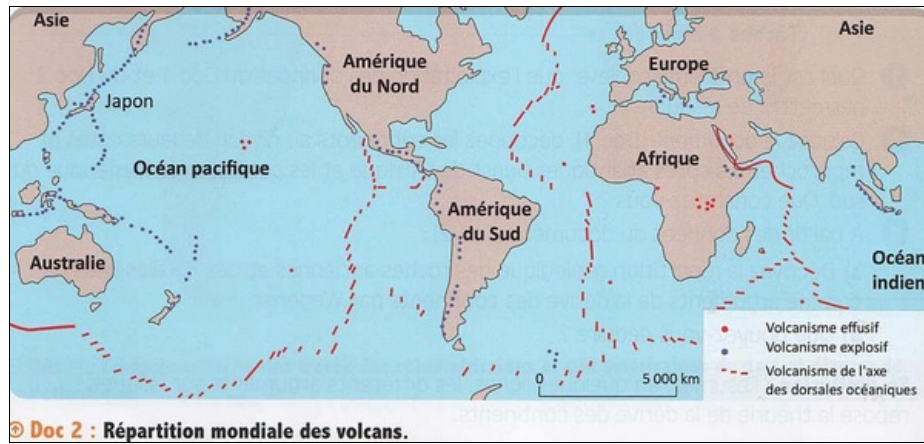 Asie
Amérique
du Nord
Europe
Asie
Japon
Océan pacifique
Afrique
Amérique
du Sud
Australie
Océan
indien
Volcanisme effusif
Volcanisme explosif
Volcanisme de l'axe
des dorsales océaniques
0 5 000 km
Doc 2 : Répartition mondiale des volcans.